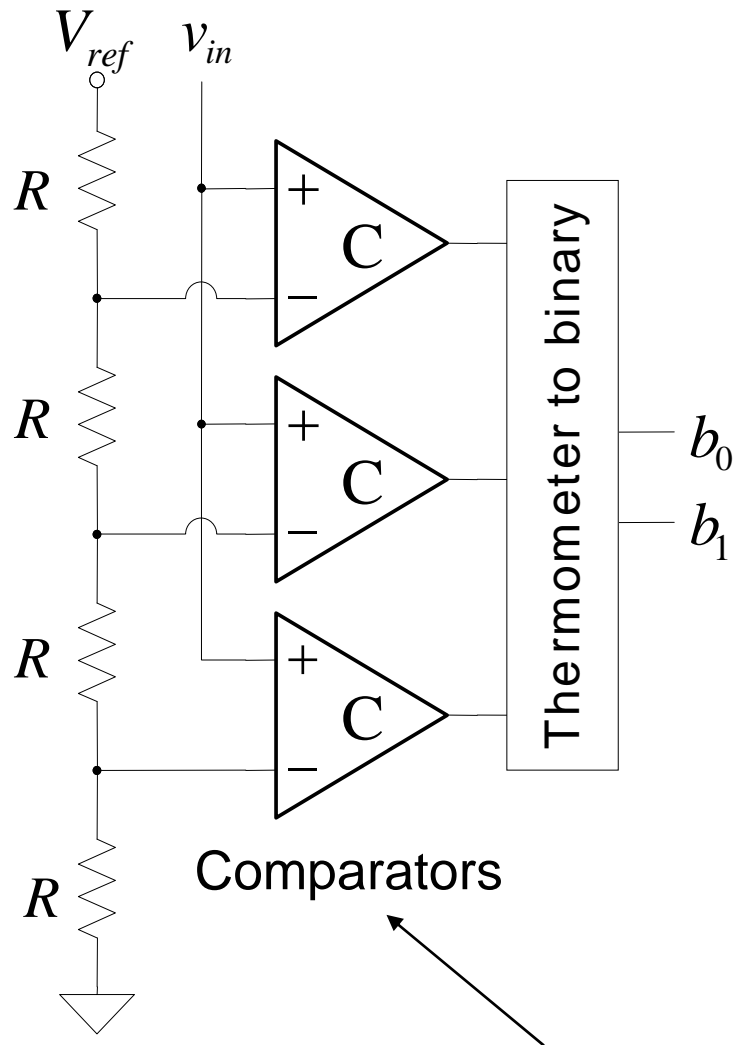 V_ref v_in
R
+
C
−
R
+
C
−
R
+
C
−
R
Thermometer to binary
b_0
b_1
Comparators